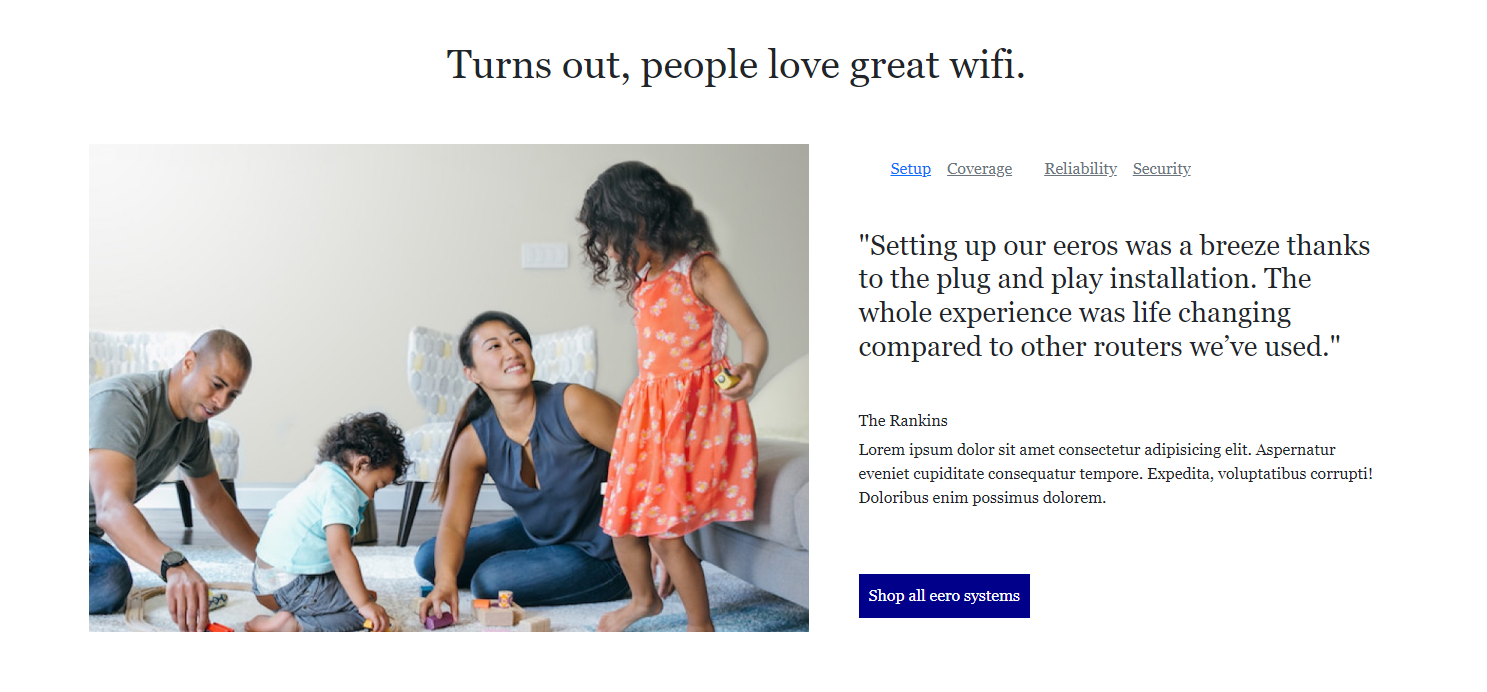 Turns out, people love great wifi.
Setup Coverage Reliability Security
"Setting up our eeros was a breeze thanks
to the plug and play installation. The
whole experience was life changing
compared to other routers we’ve used."
The Rankins
Lorem ipsum dolor sit amet consectetur adipisicing elit. Aspernatur
eveniet cupiditate consequatur tempore. Expedita, voluptatibus corrupti!
Doloribus enim possimus dolorem.
Shop all eero systems